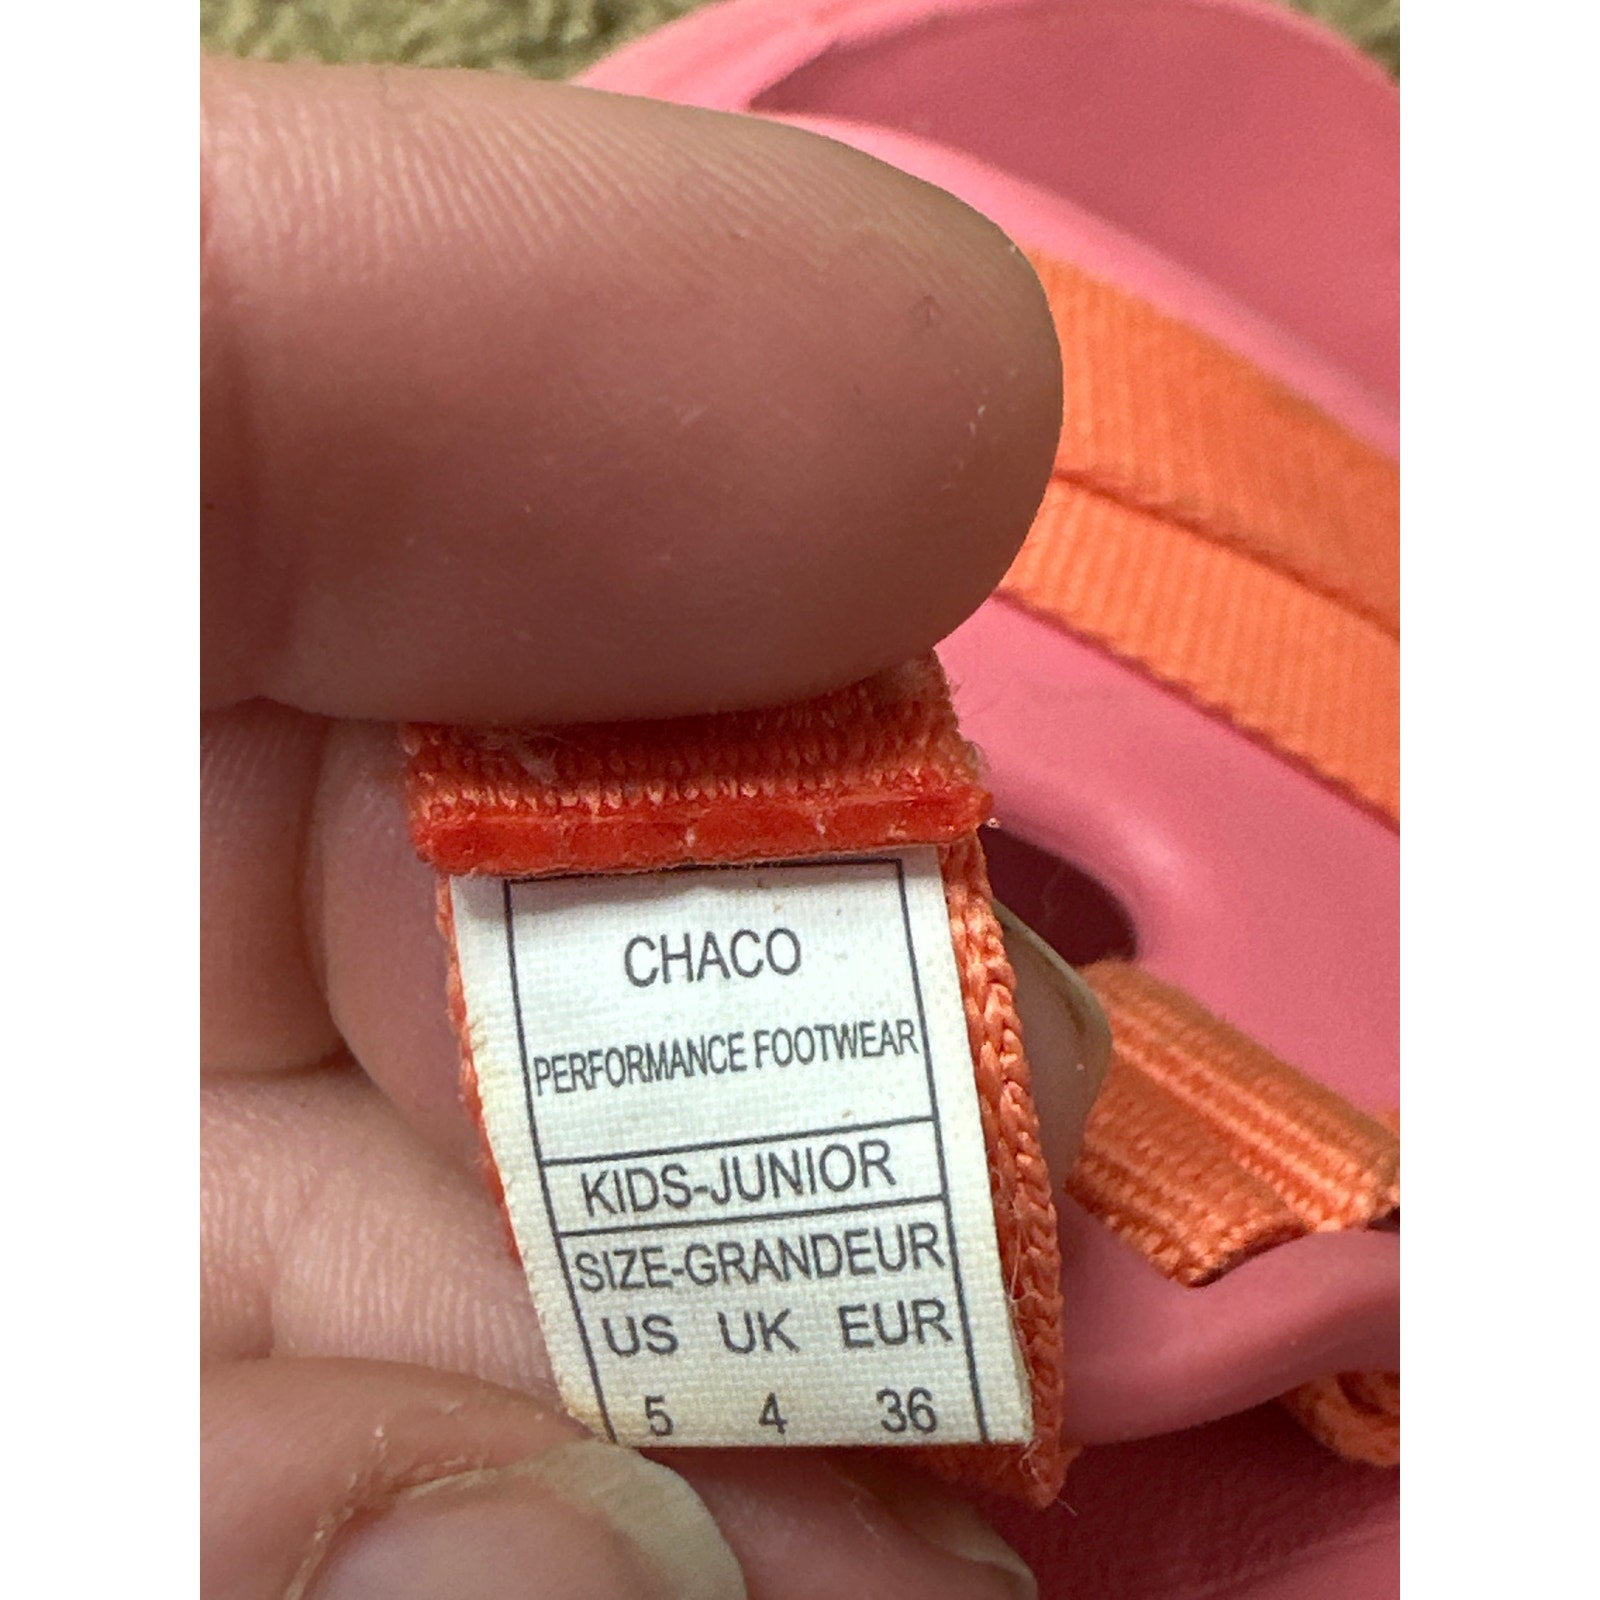 CHACO
PERFORMANCE FOOTWEAR
KIDS-JUNIOR
SIZE-GRANDEUR
US UK EUR
5 4 36